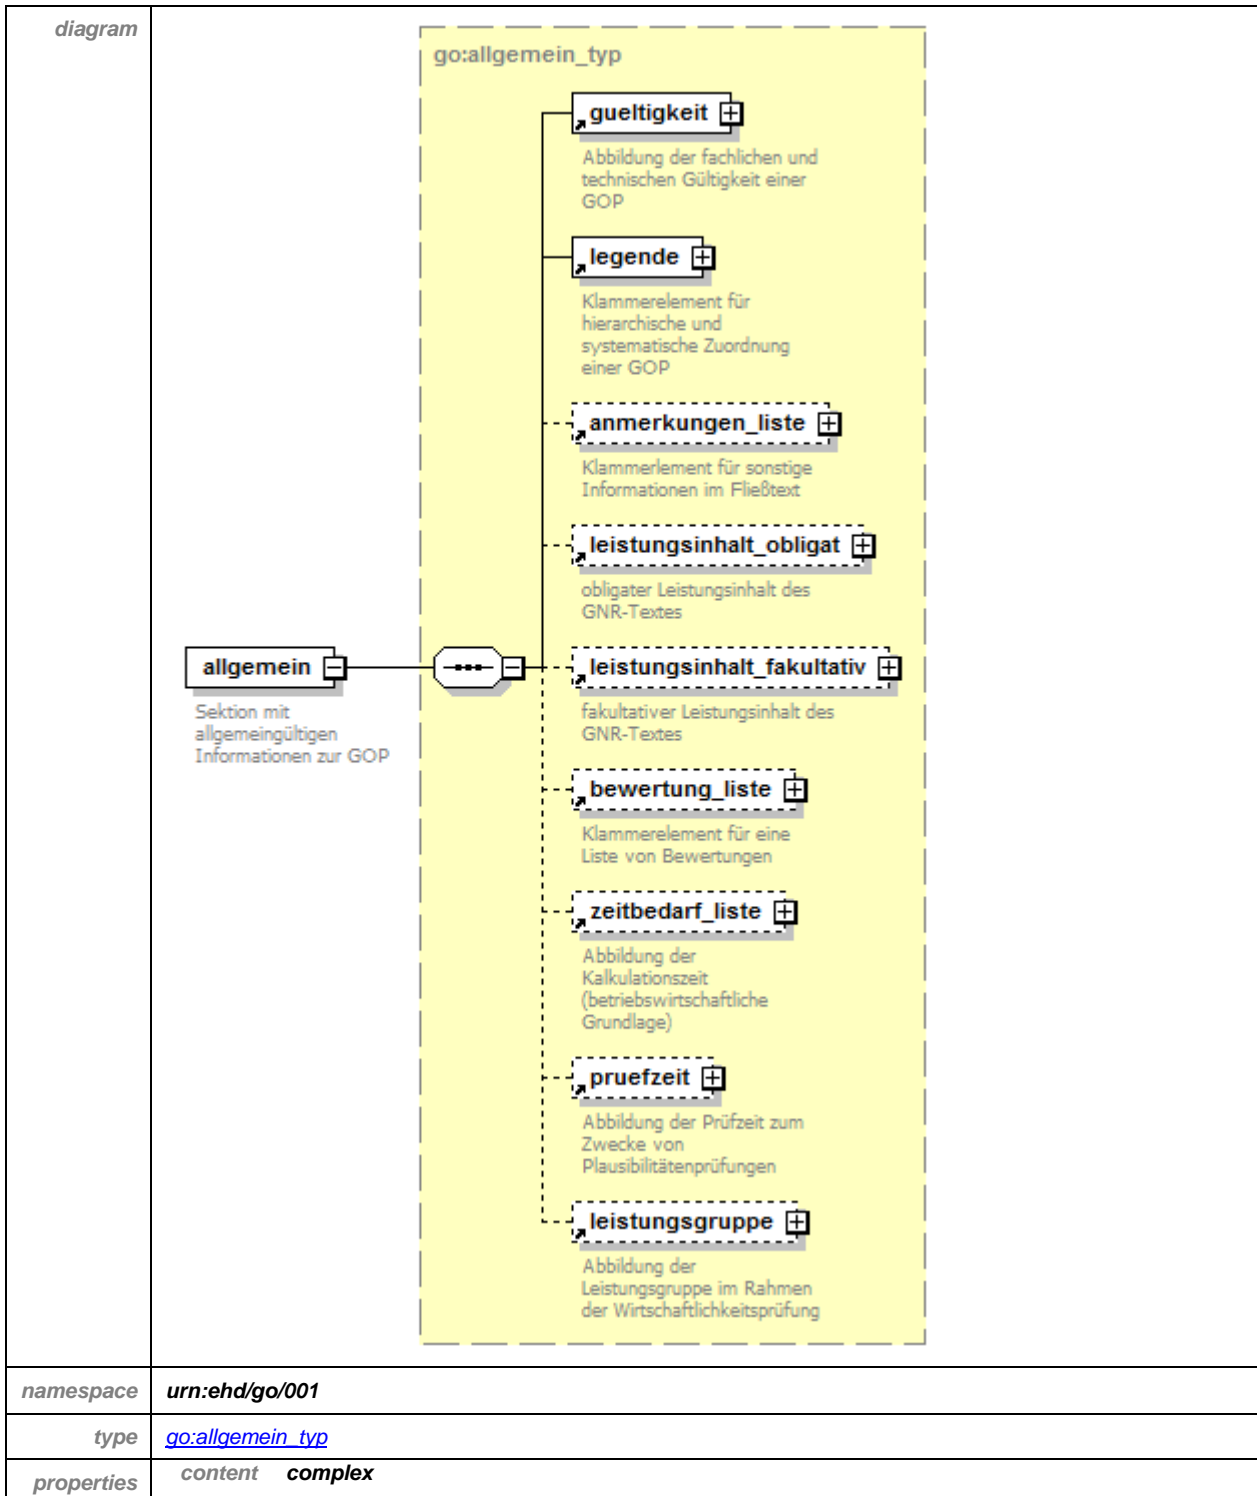 diagram
go:allgemein_typ
gueltigkeit
Abbildung der fachlichen und
technischen Gültigkeit einer
GOP
legende
Klammerelement für
hierarchische und
systematische Zuordnung
einer GOP
anmerkungen_liste
Klammerlement für sonstige
Informationen im Fließtext
leistungsinhalt_obligat
obligater Leistungsinhalt des
GNR-Textes
allgemein
Sektion mit
allgemeingültigen
Informationen zur GOP
leistungsinhalt_fakultativ
fakultativer Leistungsinhalt des
GNR-Textes
bewertung_liste
Klammerelement für eine
Liste von Bewertungen
zeitbedarf_liste
Abbildung der
Kalkulationszeit
(betriebswirtschaftliche
Grundlage)
pruefzeit
Abbildung der Prüfzeit zum
Zwecke von
Plausibilitätenprüfungen
leistungsgruppe
Abbildung der
Leistungsgruppe im Rahmen
der Wirtschaftlichkeitsprüfung
namespace urn:ehd/go/001
type go:allgemein_typ
properties content complex